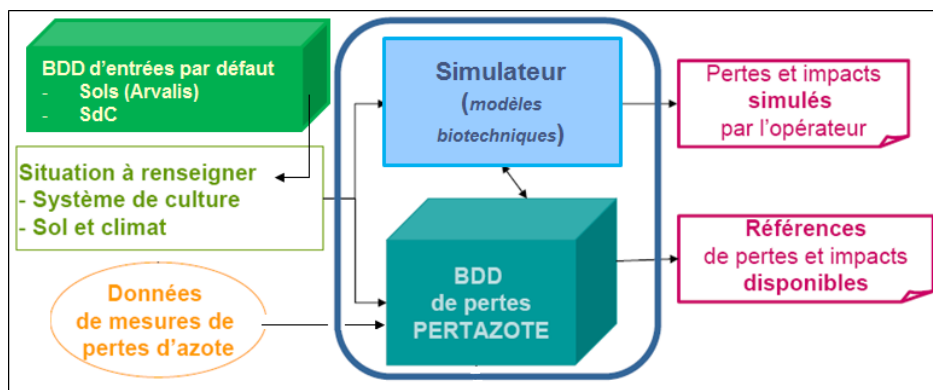 BDD d'entrées par défaut
- Sols (Arvalis)
- SdC
Situation à renseigner
- Système de culture
- Sol et climat
Données
de mesures de
pertes d'azote
Simulateur
(modèles
biotechniques)
BDD
de pertes
PERTAZOTE
Pertes et impacts
simulés
par l'opérateur
Références
de pertes et impacts
disponibles